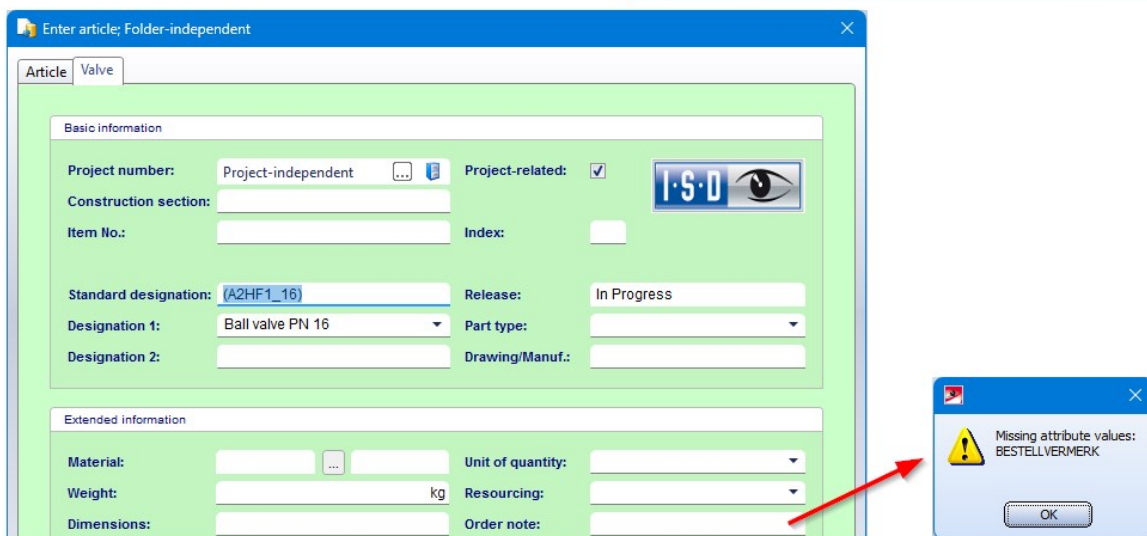 Enter article; Folder-independent
Article Valve
Basic information
Project number: Project-independent ... Project-related:
I·S·D
Construction section:
Item No.: Index:
Standard designation: (A2HF1_16) Release: In Progress
Designation 1: Ball valve PN 16 Part type:
Designation 2: Drawing/Manuf.:
Extended information
Material: ... Unit of quantity:
Weight: kg Resourcing:
Dimensions: Order note:
Missing attribute values:
BESTELLVERMERK
OK